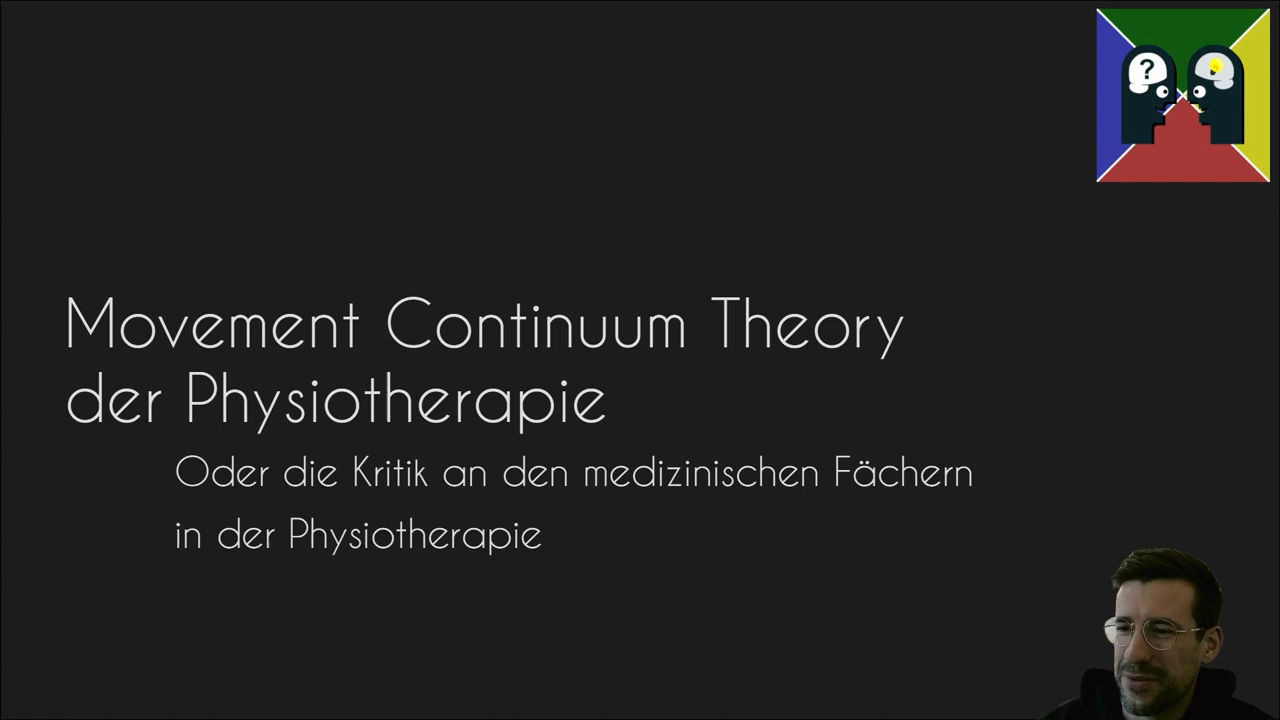 ?
Movement Continuum Theory
der Physiotherapie
Oder die Kritik an den medizinischen Fächern
in der Physiotherapie